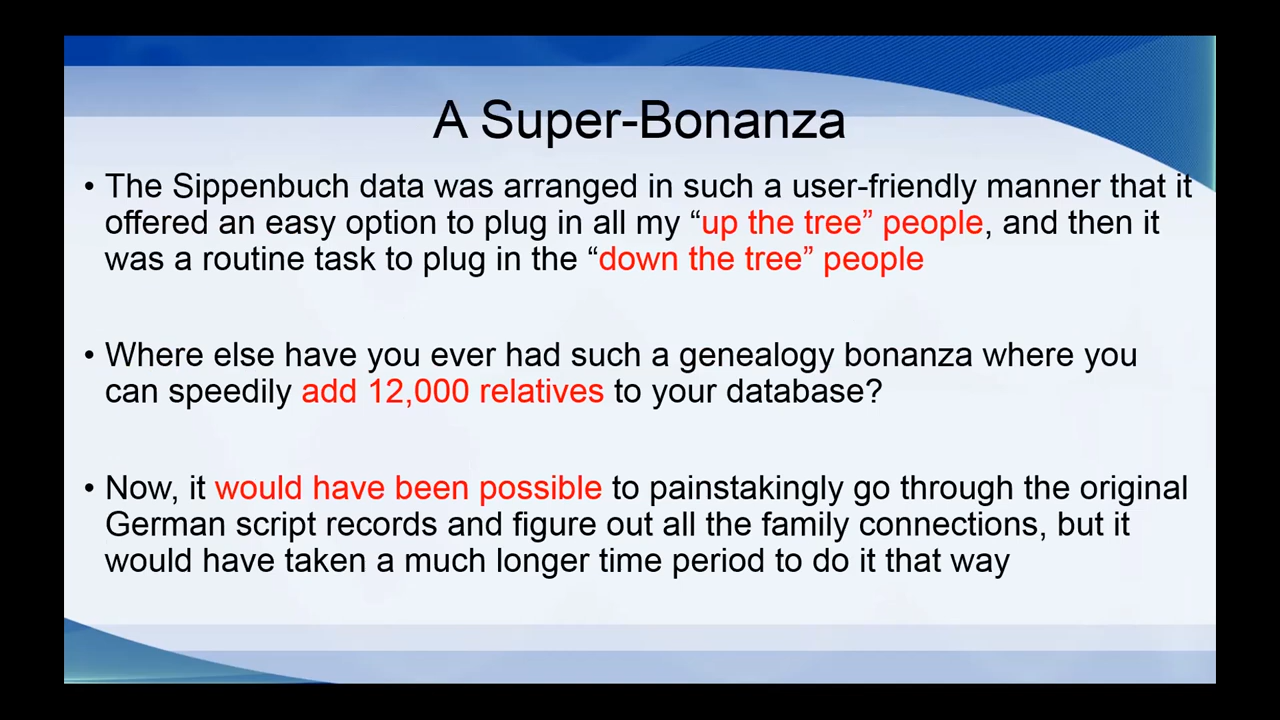 A Super-Bonanza
• The Sippenbuch data was arranged in such a user-friendly manner that it
offered an easy option to plug in all my “up the tree” people, and then it
was a routine task to plug in the “down the tree” people
• Where else have you ever had such a genealogy bonanza where you
can speedily add 12,000 relatives to your database?
• Now, it would have been possible to painstakingly go through the original
German script records and figure out all the family connections, but it
would have taken a much longer time period to do it that way